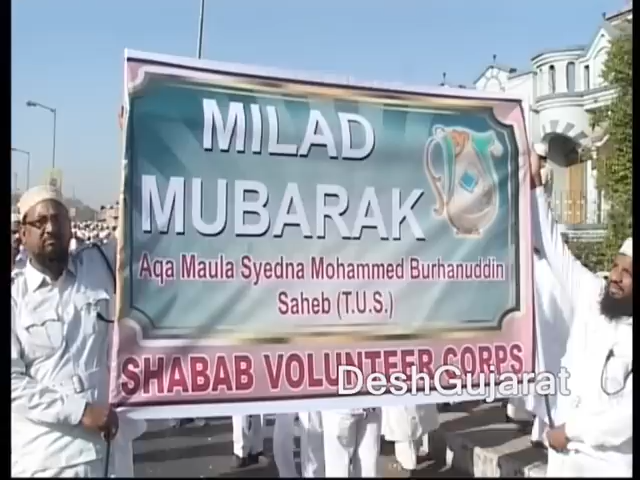 MILAD
MUBARAK
Aqa Maula Syedna Mohammed Burhanuddin
Saheb (T.U.S.)
SHABAB VOLUNTEER CORPS
DeshGujarat